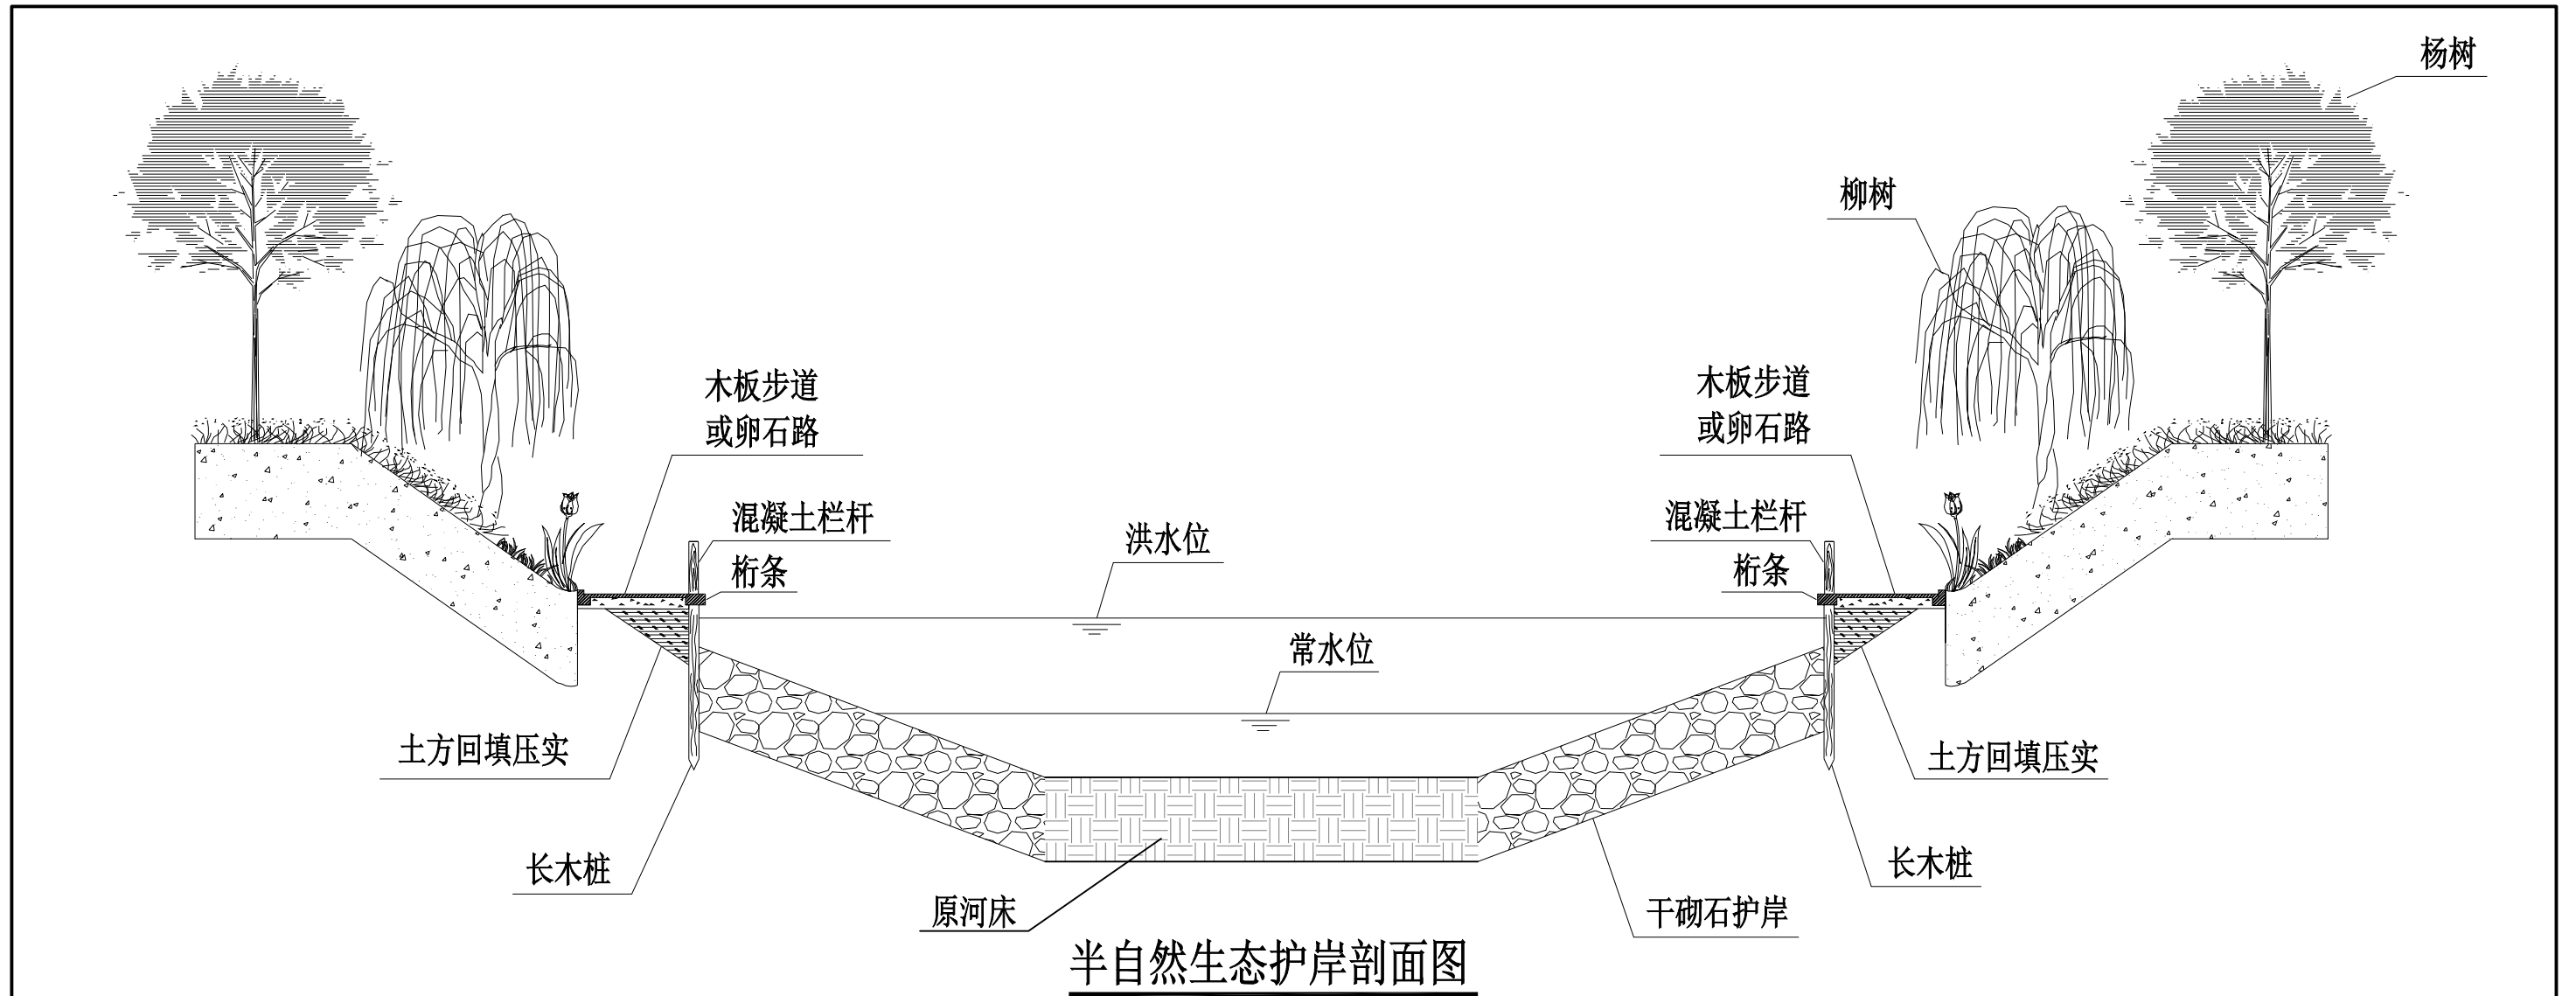 杨树
柳树
木板步道
或卵石路
木板步道
或卵石路
混凝土栏杆
桁条
洪水位
混凝土栏杆
桁条
常水位
土方回填压实
土方回填压实
长木桩
原河床
干砌石护岸
长木桩
半自然生态护岸剖面图